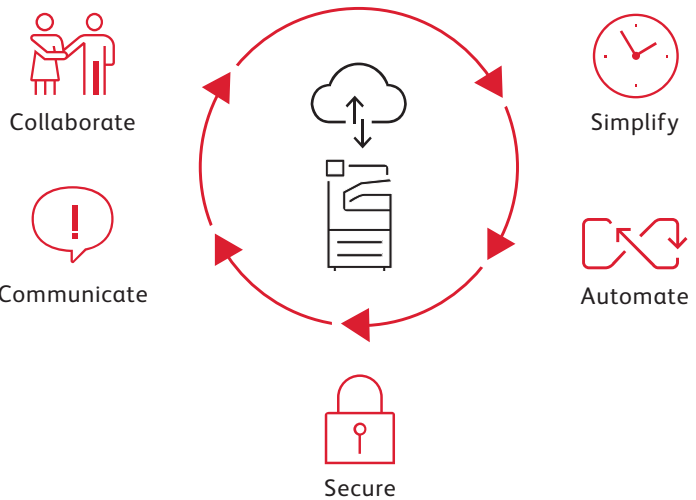 Collaborate
Simplify
Communicate
Automate
Secure